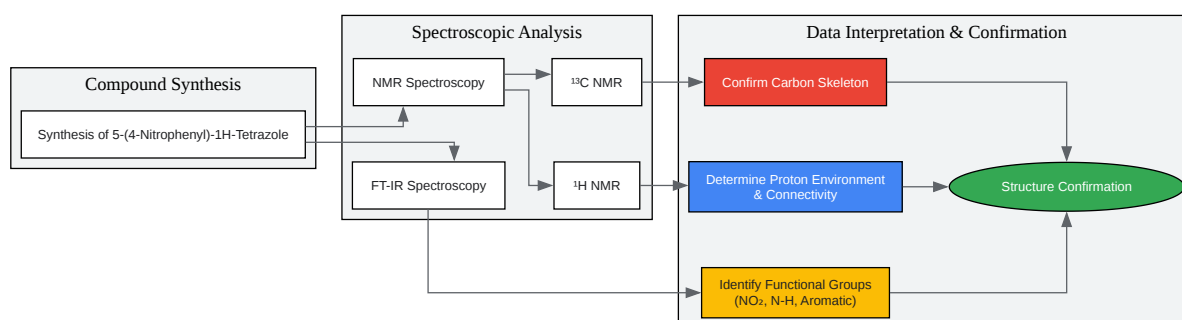 Compound Synthesis
Synthesis of 5-(4-Nitrophenyl)-1H-Tetrazole
Spectroscopic Analysis
NMR Spectroscopy
¹³C NMR
FT-IR Spectroscopy
¹H NMR
Data Interpretation & Confirmation
Confirm Carbon Skeleton
Determine Proton Environment
& Connectivity
Structure Confirmation
Identify Functional Groups
(NO₂, N-H, Aromatic)